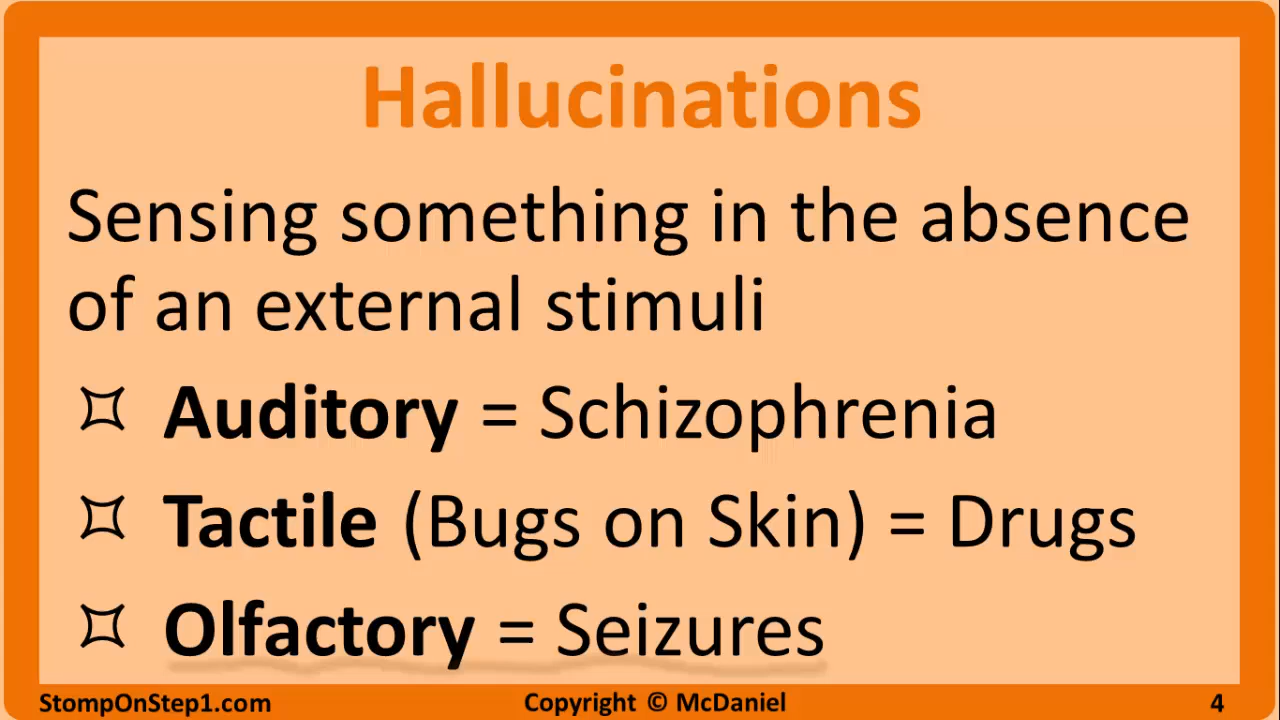 Hallucinations
Sensing something in the absence
of an external stimuli
Auditory = Schizophrenia
Tactile (Bugs on Skin) = Drugs
Olfactory = Seizures
StompOnStep1.com Copyright © McDaniel 4